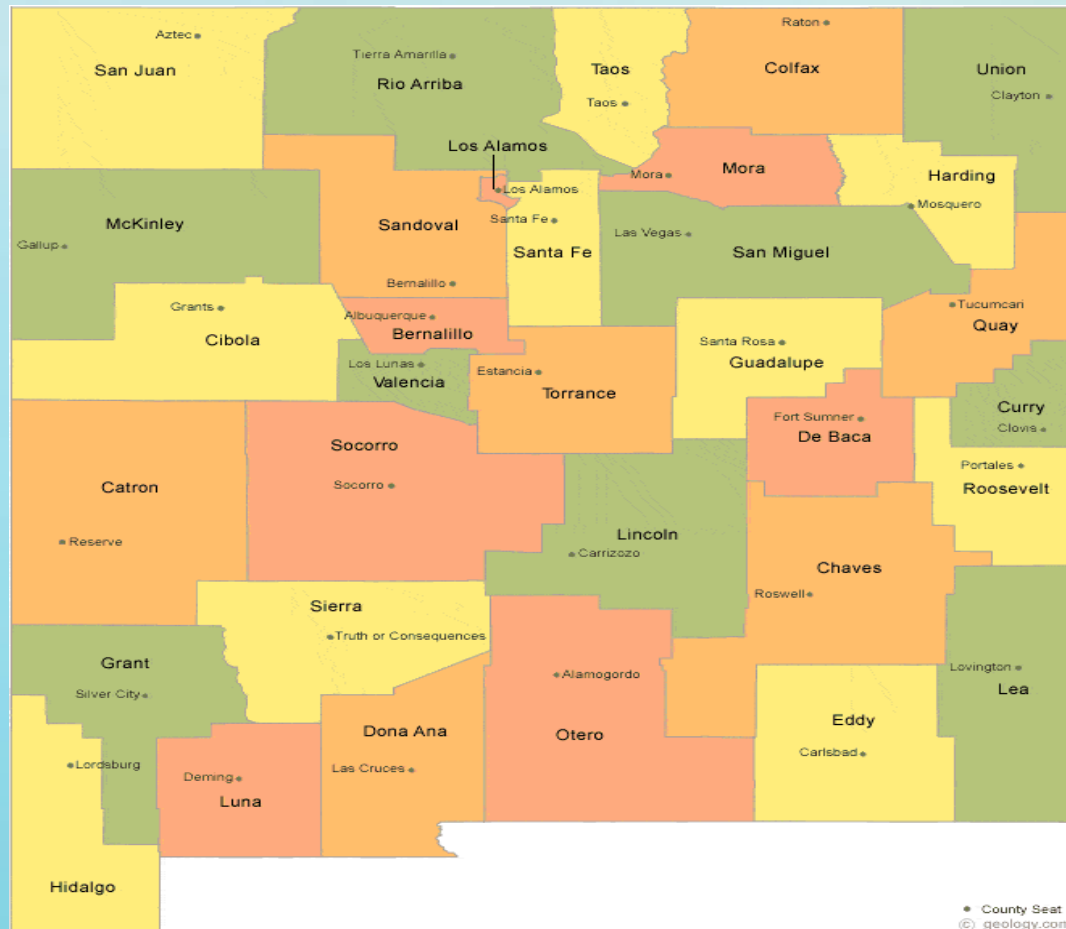 Aztec
San Juan
Tierra Amarilla
Rio Arriba
Taos
Taos
Raton
Colfax
Union
Clayton
Los Alamos
Los Alamos
Mora
Mora
Harding
Mosquero
McKinley
Gallup
Sandoval
Bernalillo
Santa Fe
Santa Fe
Las Vegas
San Miguel
Tucumcari
Quay
Grants
Cibola
Albuquerque
Bernalillo
Los Lunas
Valencia
Estancia
Torrance
Santa Rosa
Guadalupe
Fort Sumner
De Baca
Curry
Clovis
Portales
Roosevelt
Catron
Reserve
Socorro
Socorro
Lincoln
Carrizozo
Chaves
Roswell
Sierra
Truth or Consequences
Grant
Silver City
Alamogordo
Otero
Lovington
Lea
Eddy
Carlsbad
Dona Ana
Las Cruces
Lordsburg
Deming
Luna
Hidalgo
County Seat
© geology.com